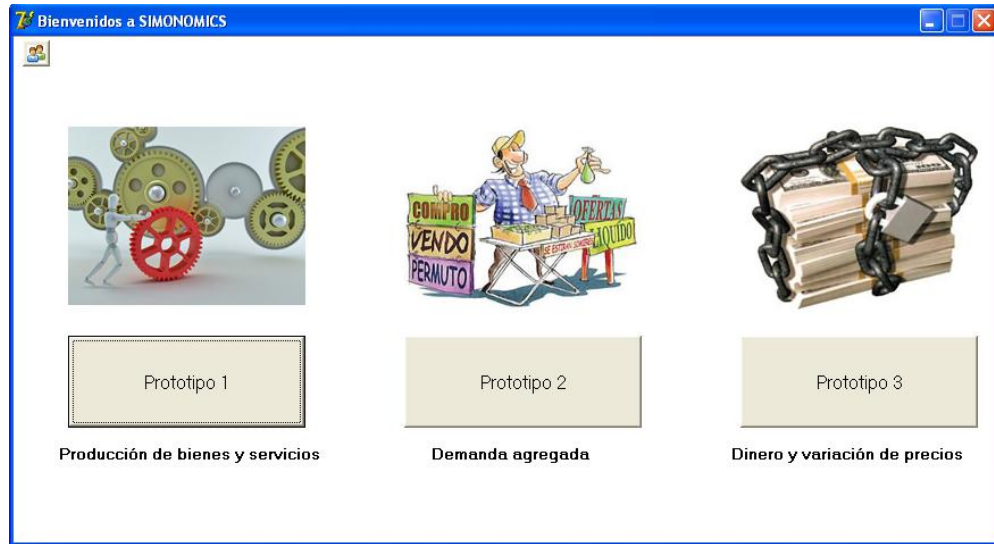 Bienvenidos a SIMONOMICS
COMPRO
VENDO
PERMUTO
OFERTAS
Prototipo 1
Prototipo 2
Prototipo 3
Producción de bienes y servicios
Demanda agregada
Dinero y variación de precios